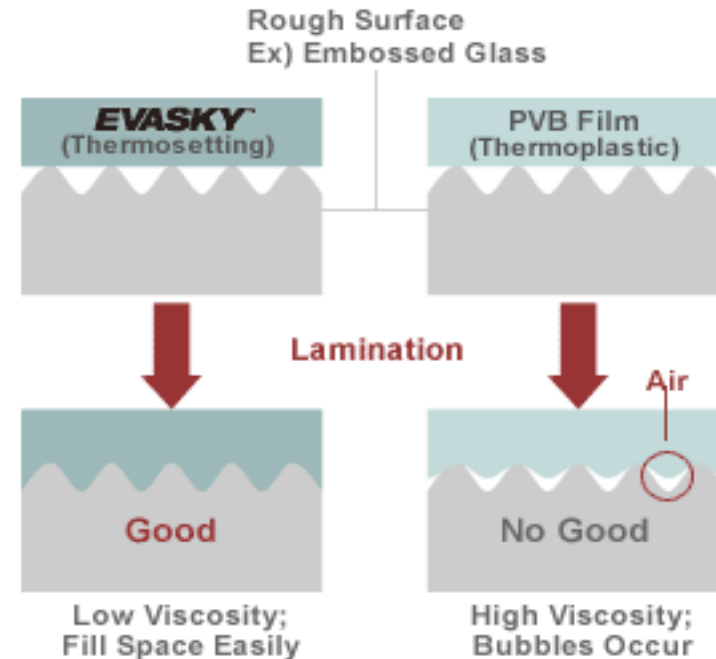 Rough Surface
Ex) Embossed Glass
EVASKY™
(Thermosetting)
PVB Film
(Thermoplastic)
Lamination
Air
Good
No Good
Low Viscosity;
Fill Space Easily
High Viscosity;
Bubbles Occur